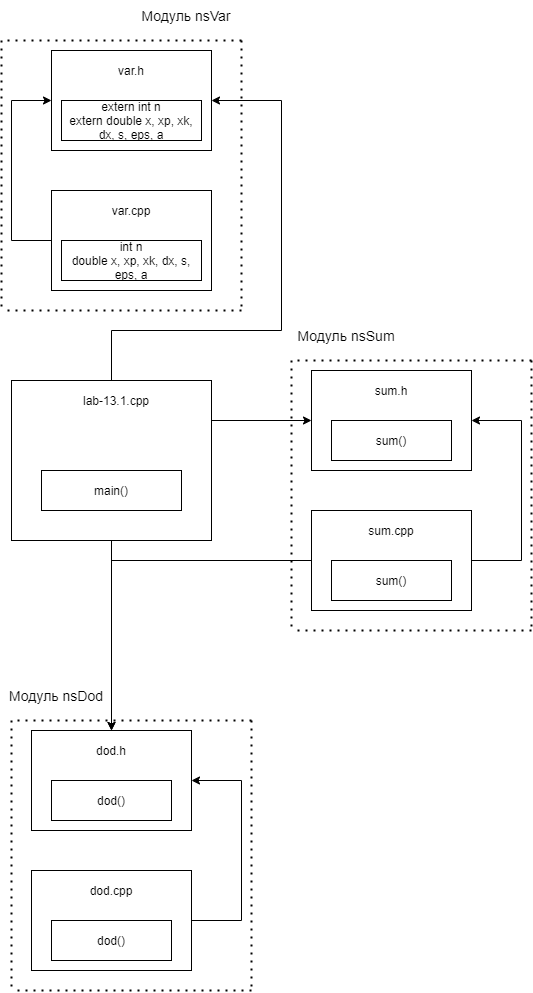 Модуль nsVar
var.h
extern int n
extern double x, xp, xk,
dx, s, eps, a
var.cpp
int n
double x, xp, xk, dx, s,
eps, a
Модуль nsSum
lab-13.1.cpp
main()
sum.h
sum()
sum.cpp
sum()
Модуль nsDod
dod.h
dod()
dod.cpp
dod()